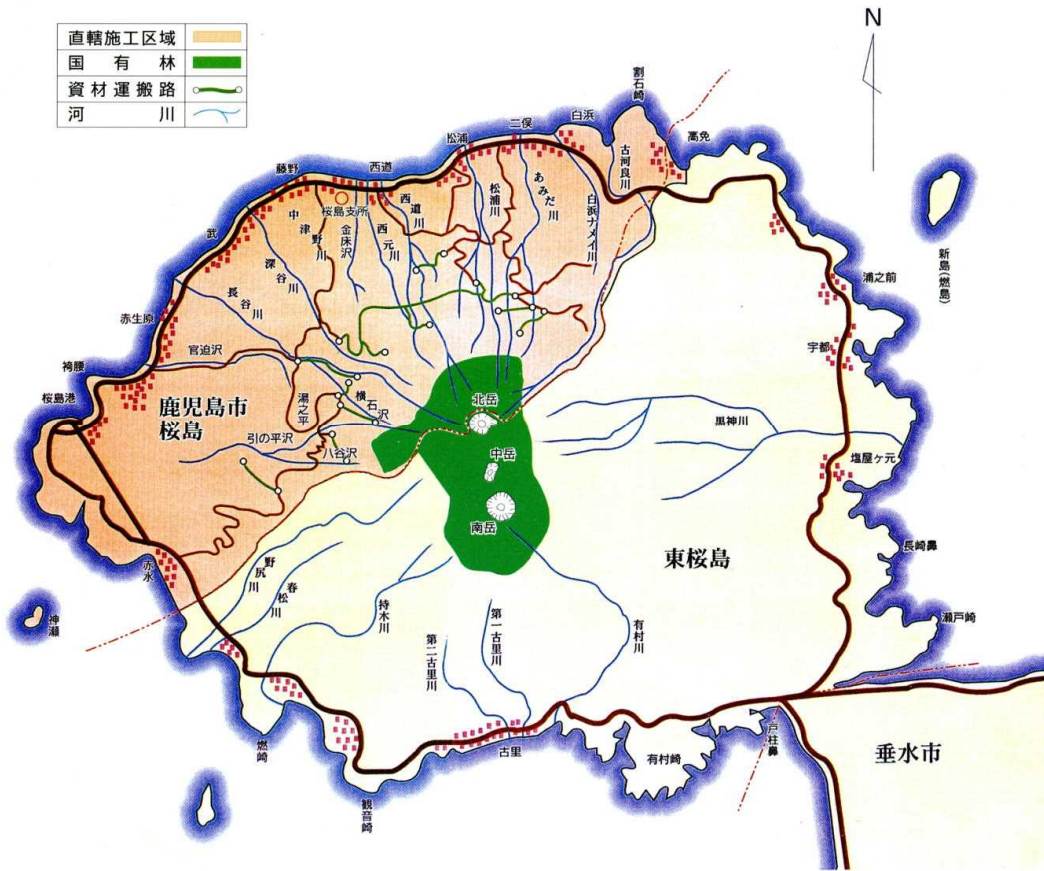 直轄施工区域
国有林
資材運搬路
河川
N
割石崎
白浜
高免
二俣
松浦
西道
藤野
武
赤生原
袴腰
桜島港
桜島支所
古河良川
あみだ川
白浜ナメイ川
松浦川
西道川
西元川
金床沢
中津野川
深谷川
長谷川
官迫沢
鹿児島市
桜島
湯之平
横石沢
引の平沢
八谷沢
北岳
中岳
南岳
新島(燃島)
浦之前
宇都
黒神川
塩屋ケ元
東桜島
長崎鼻
瀬戸崎
赤水
神瀬
野尻川
春松川
持木川
第二古里川
第一古里川
有村川
燃崎
観音崎
古里
有村崎
戸柱鼻
垂水市